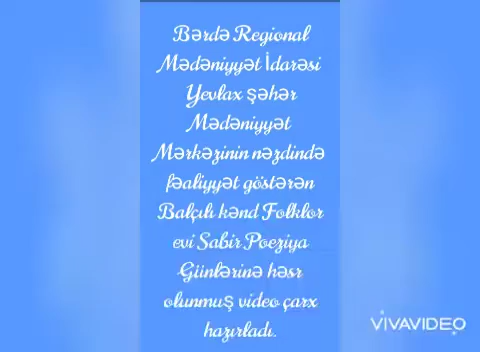 Bərdə Regional
Mədəniyyət İdarəsi
Yevlax şəhər
Mədəniyyət
Mərkəzinin nəzdində
fəaliyyət göstərən
Balçılı kənd Folklor
evi Sabir Poeziya
Günlərinə həsr
olunmuş video çarx
hazırladı.
VIVAVIDEO